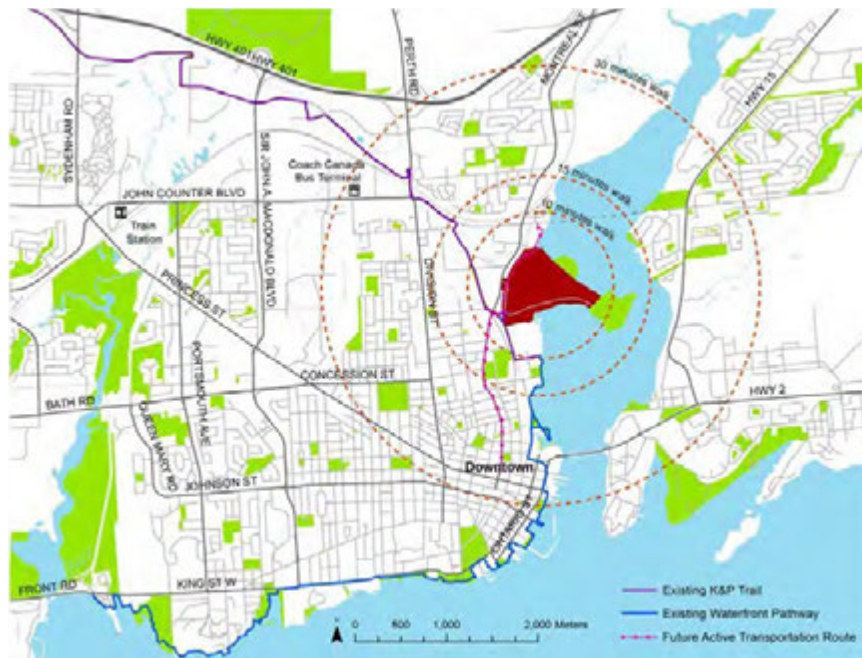 HWY 401
HWY 401
PERTH RD
MONTREAL ST
30 minutes walk
HWY 15
SYDENHAM RD
SIR JOHN A. MACDONALD BLVD
Coach Canada
Bus Terminal
15 minutes walk
JOHN COUNTER BLVD
10 minutes walk
Train
Station
PRINCESS ST
DIVISION ST
PORTSMOUTH AVE
CONCESSION ST
HWY 2
BATH RD
QUEEN MARY RD
Downtown
JOHNSON ST
ONTARIO ST
FRONT RD
KING ST W
Existing K&P Trail
Existing Waterfront Pathway
Future Active Transportation Route
0 500 1,000 2,000 Meters